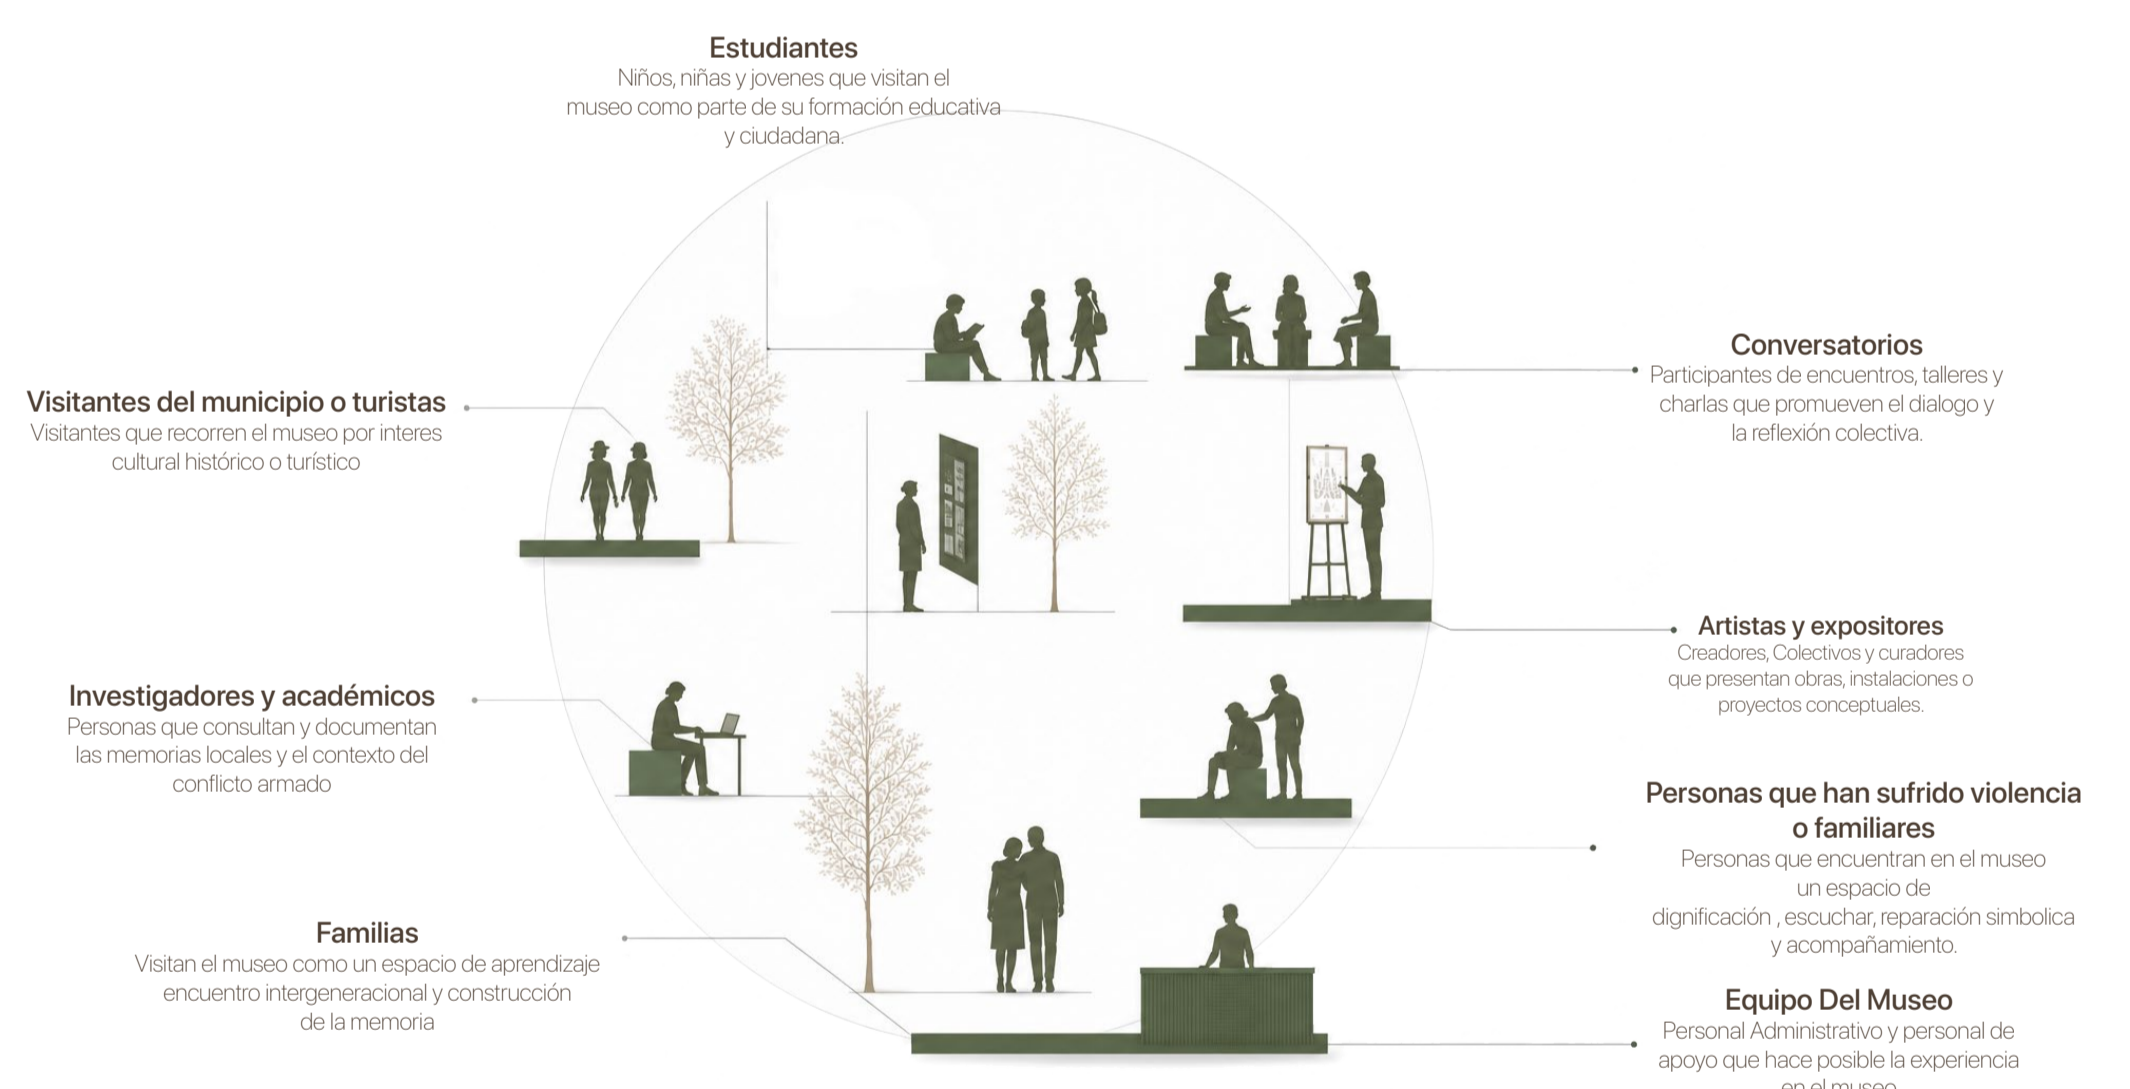 Estudiantes
Niños, niñas y jovenes que visitan el
museo como parte de su formación educativa
y ciudadana.
Visitantes del municipio o turistas
Visitantes que recorren el museo por interes
cultural histórico o turístico
Investigadores y académicos
Personas que consultan y documentan
las memorias locales y el contexto del
conflicto armado
Familias
Visitan el museo como un espacio de aprendizaje
encuentro intergeneracional y construcción
de la memoria
Conversatorios
Participantes de encuentros, talleres y
charlas que promueven el dialogo y
la reflexión colectiva.
Artistas y expositores
Creadores, Colectivos y curadores
que presentan obras, instalaciones o
proyectos conceptuales.
Personas que han sufrido violencia
o familiares
Personas que encuentran en el museo
un espacio de
dignificación , escuchar, reparación simbolica
y acompañamiento.
Equipo Del Museo
Personal Administrativo y personal de
apoyo que hace posible la experiencia
en el museo